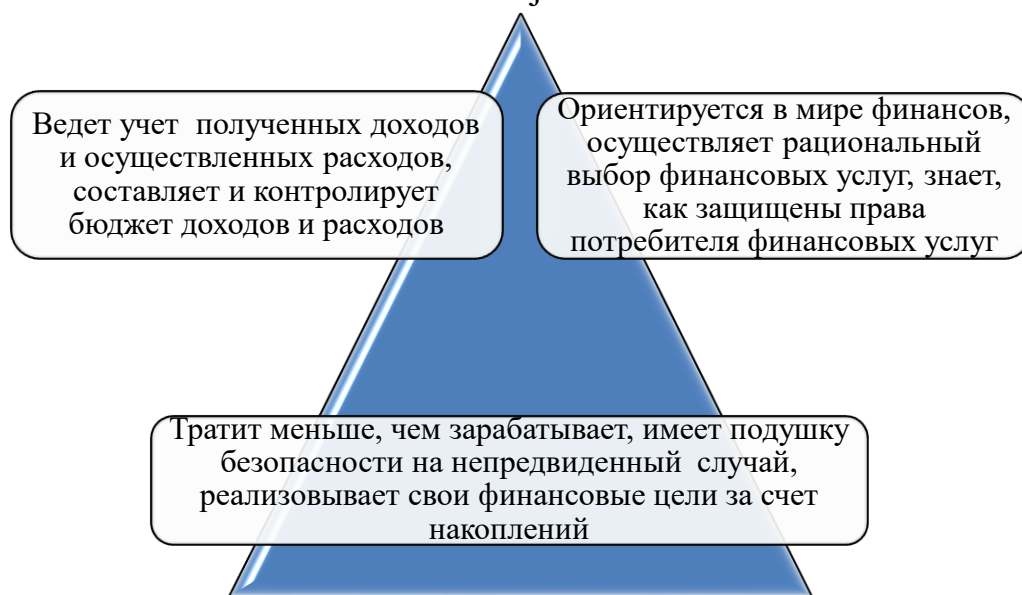 Ведет учет полученных доходов
и осуществленных расходов,
составляет и контролирует
бюджет доходов и расходов
Ориентируется в мире финансов,
осуществляет рациональный
выбор финансовых услуг, знает,
как защищены права
потребителя финансовых услуг
Тратит меньше, чем зарабатывает, имеет подушку
безопасности на непредвиденный случай,
реализовывает свои финансовые цели за счет
накоплений